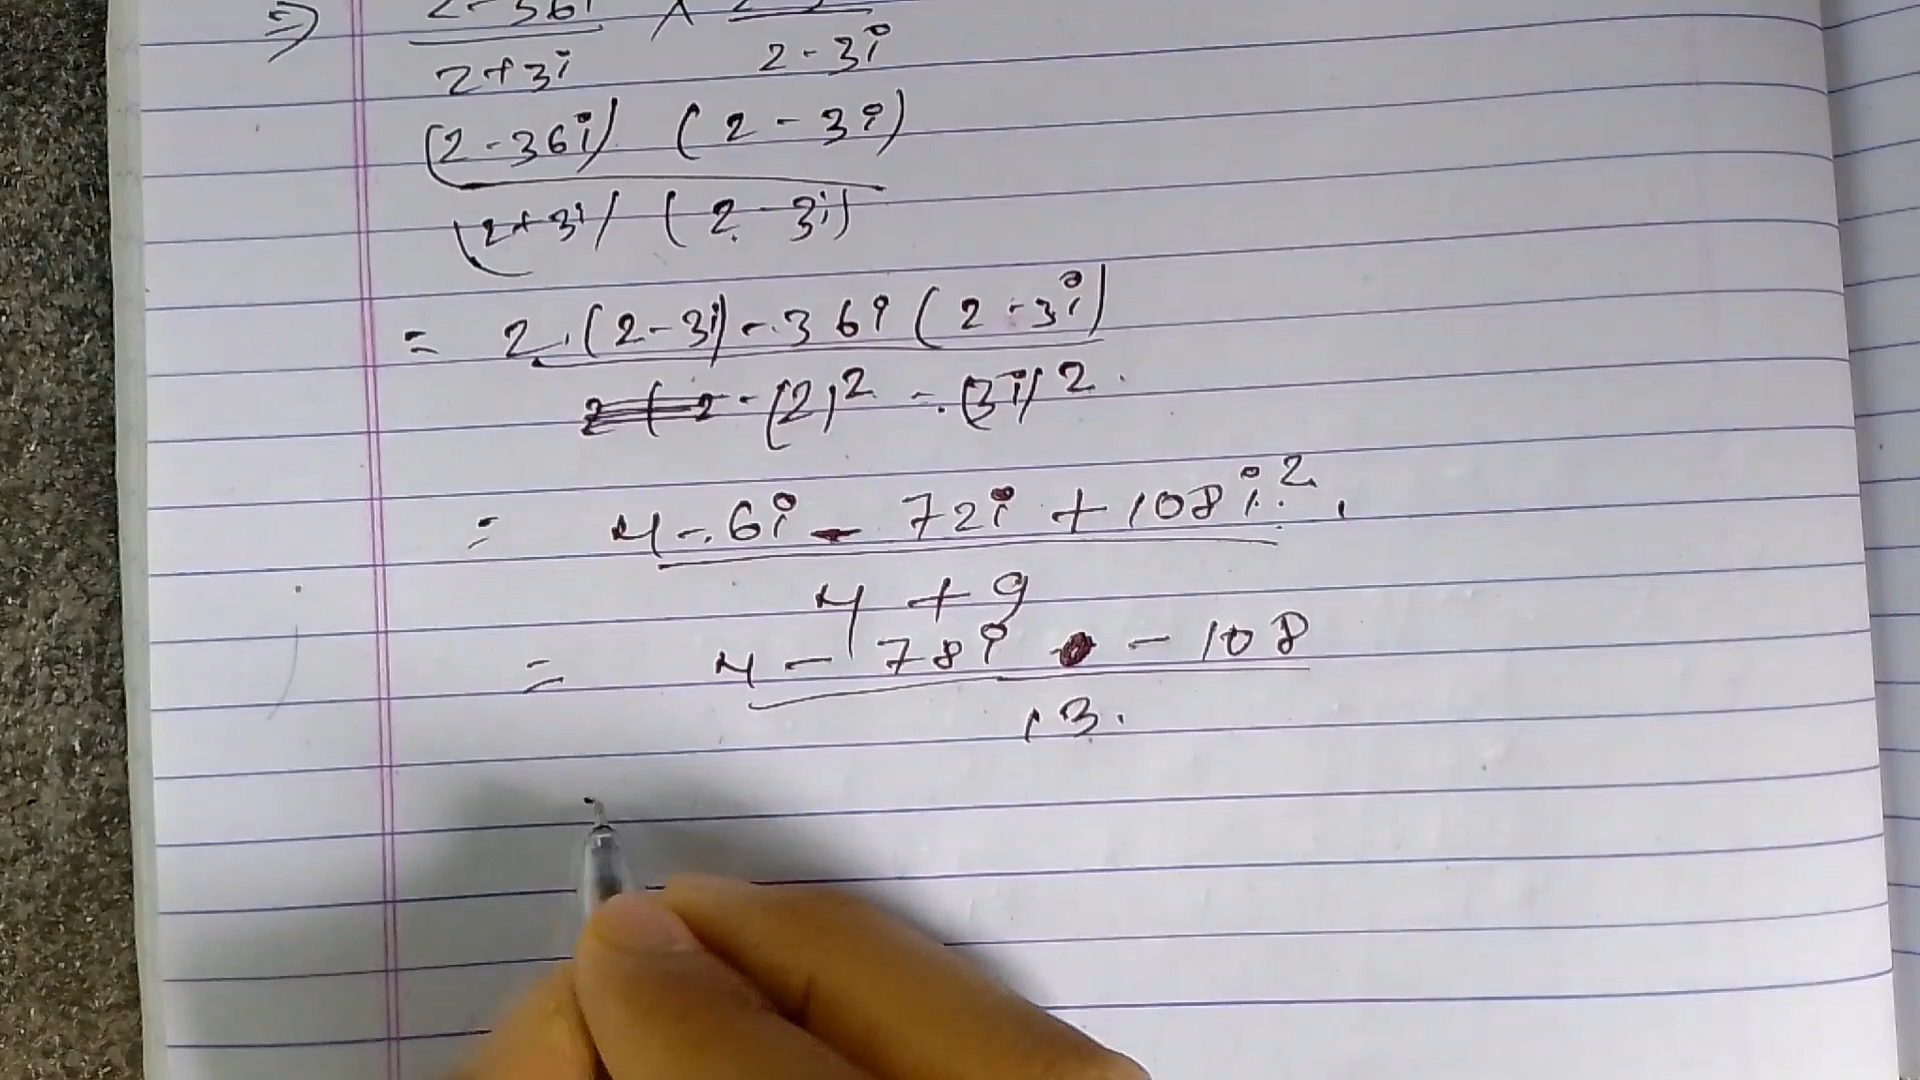 ⇒ 2-36i × 2-3i
2+3i 2-3i
(2-36i) (2-3i)
(2+3i) (2-3i)
= 2.(2-3i)-36i(2-3i)
(2)² - (3i)²
= 4-6i-72i+108i²
4+9
= 4-78i-108
13.